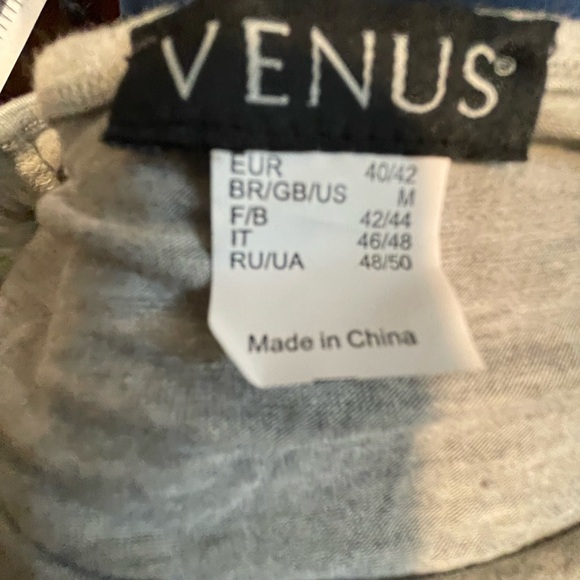 VENUS®
EUR 40/42
BR/GB/US M
F/B 42/44
IT 46/48
RU/UA 48/50
Made in China